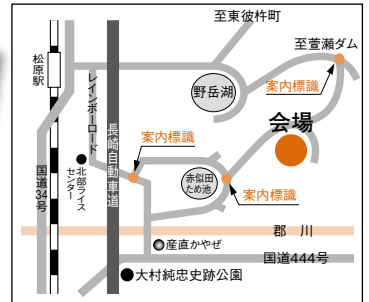 至東彼杵町
至萱瀬ダム
松原駅
レインボーロード
野岳湖
案内標識
会場
長崎自動車道
案内標識
国道34号
北部ライス
センター
赤似田
ため池
案内標識
郡川
産直かやぜ
国道444号
大村純忠史跡公園